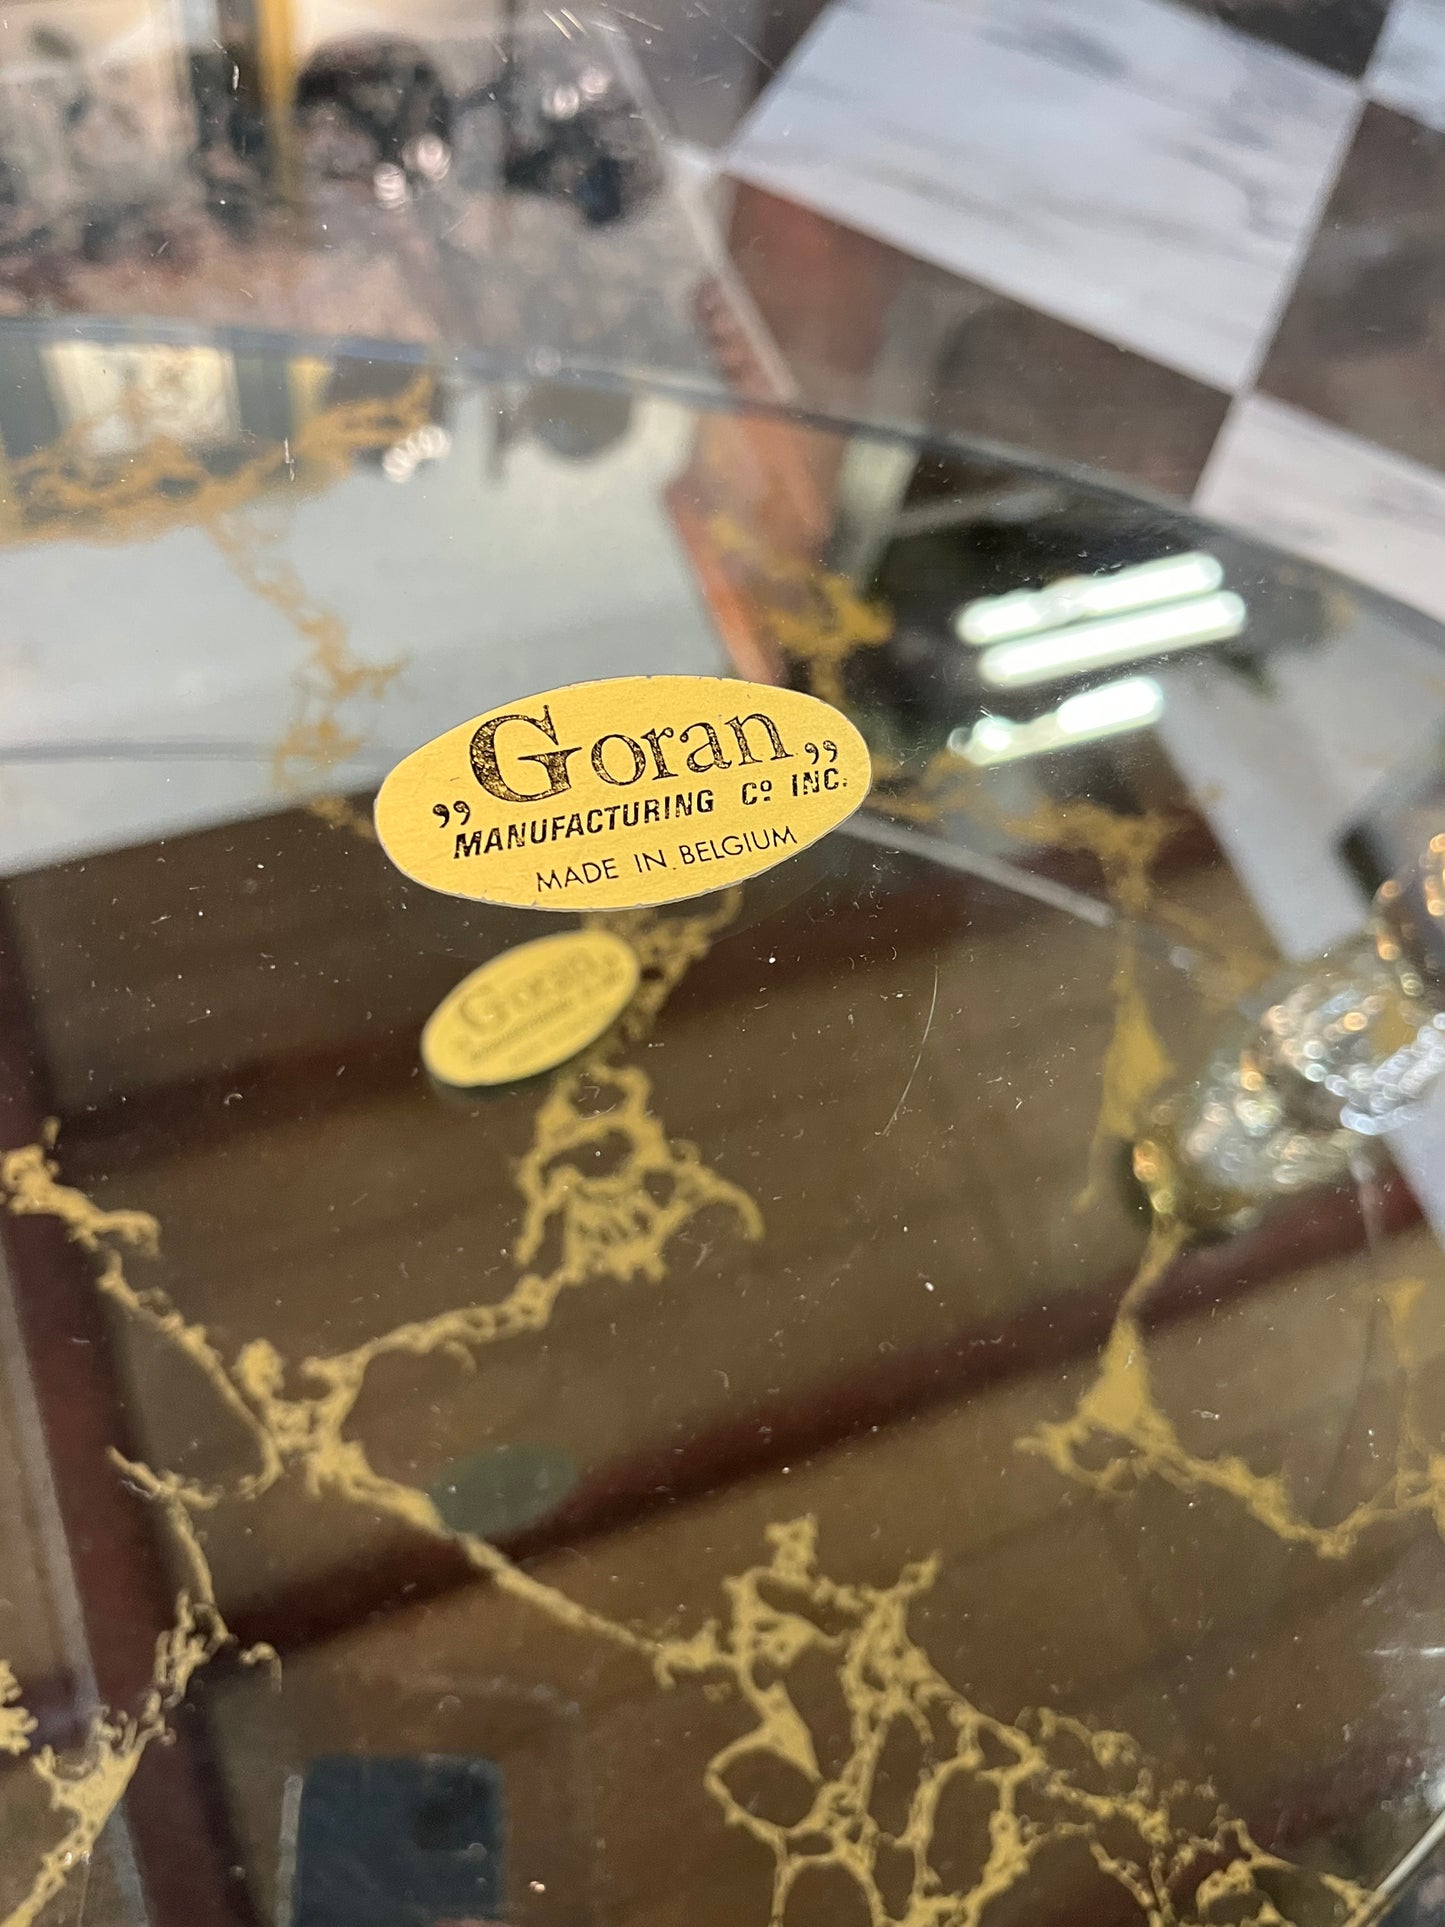 „Goran„
MANUFACTURING Cº INC.
MADE IN BELGIUM